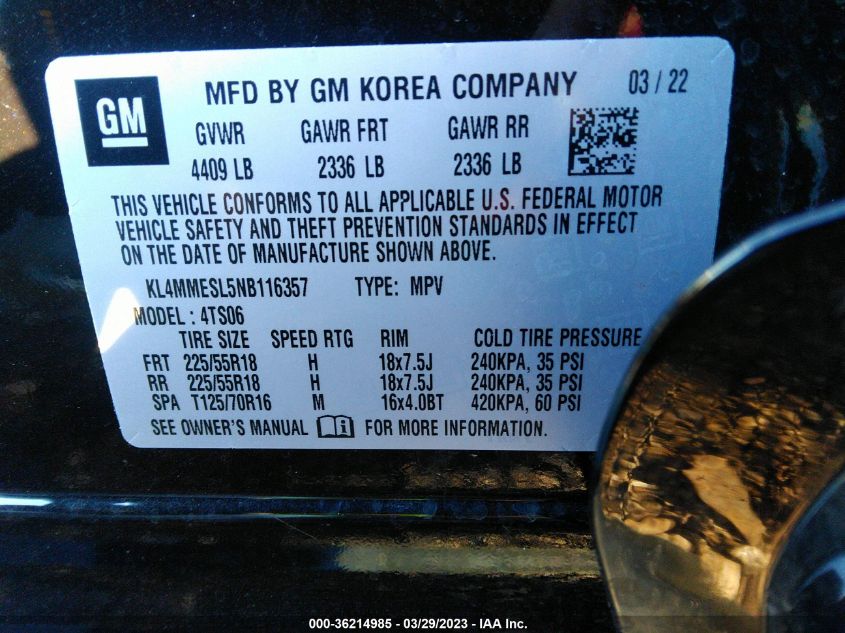 GM
MFD BY GM KOREA COMPANY 03 / 22
GVWR GAWR FRT GAWR RR
4409 LB 2336 LB 2336 LB
THIS VEHICLE CONFORMS TO ALL APPLICABLE U.S. FEDERAL MOTOR
VEHICLE SAFETY AND THEFT PREVENTION STANDARDS IN EFFECT
ON THE DATE OF MANUFACTURE SHOWN ABOVE.
KL4MMESL5NB116357 TYPE: MPV
MODEL : 4TS06
TIRE SIZE SPEED RTG RIM COLD TIRE PRESSURE
FRT 225/55R18 H 18x7.5J 240KPA, 35 PSI
RR 225/55R18 H 18x7.5J 240KPA, 35 PSI
SPA T125/70R16 M 16x4.0BT 420KPA, 60 PSI
SEE OWNER'S MANUAL i FOR MORE INFORMATION.
000-36214985 - 03/29/2023 - IAA Inc.